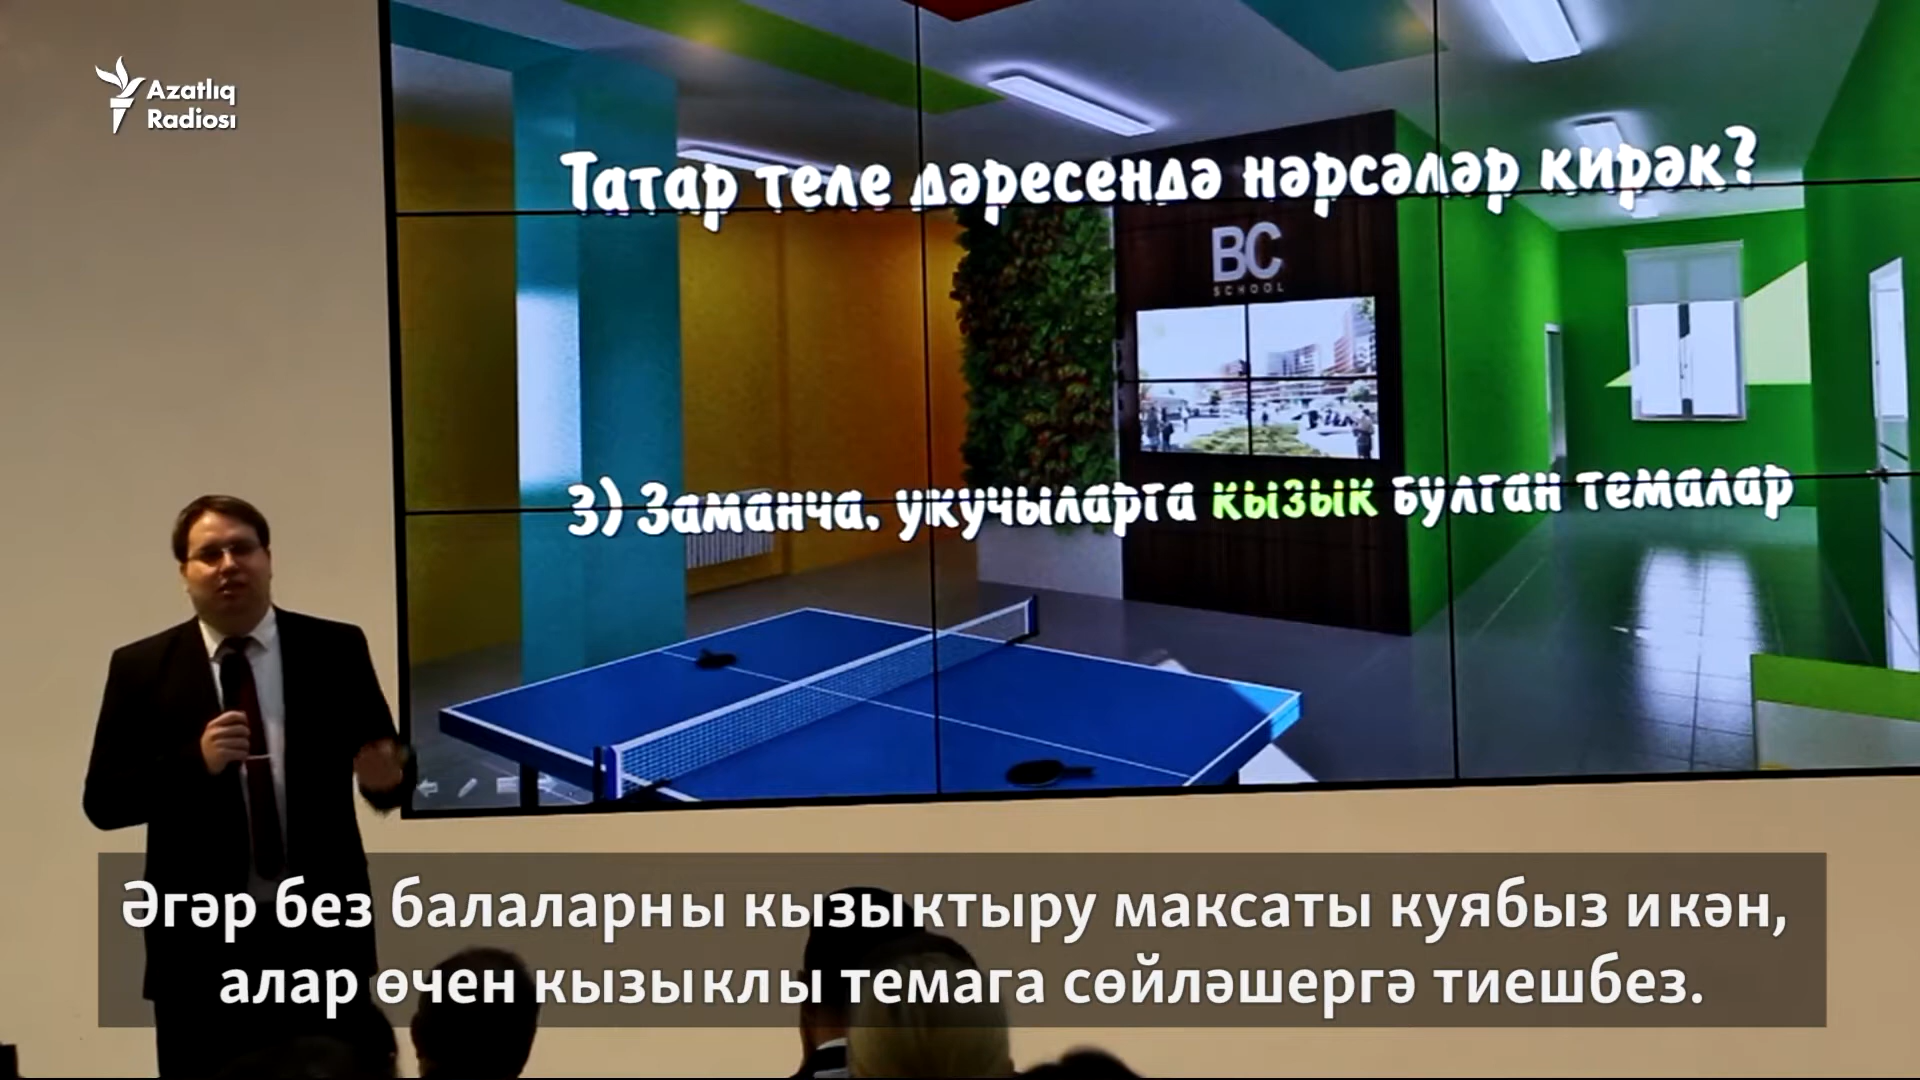 Azatlıq
Radiosı
Татар теле дәресендә нәрсәләр кирәк?
BC
SCHOOL
3) Заманча, укучыларга кызык булган темалар
Әгәр без балаларны кызыктыру максаты куябыз икән,
алар өчен кызыклы темага сөйләшергә тиешбез.